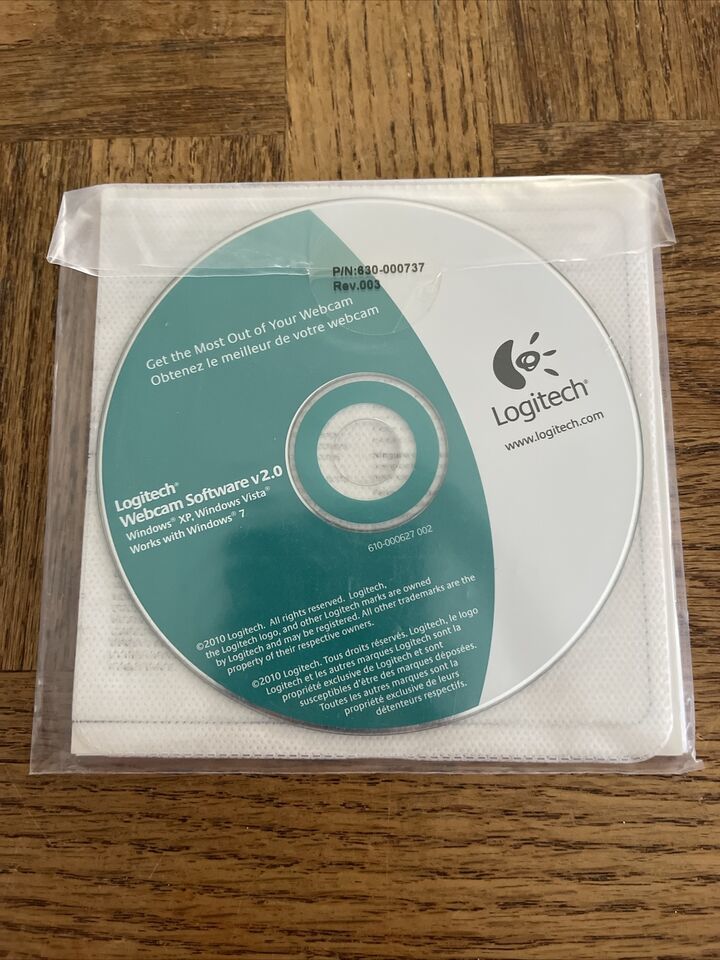 P/N:630-000737
Rev.003
Get the Most Out of Your Webcam
Obtenez le meilleur de votre webcam
Logitech®
www.logitech.com
Logitech®
Webcam Software v2.0
Windows® XP, Windows Vista®
Works with Windows® 7
610-000627 002
©2010 Logitech. All rights reserved. Logitech,
the Logitech logo, and other Logitech marks are owned
by Logitech and may be registered. All other trademarks are the
property of their respective owners.
©2010 Logitech. Tous droits réservés. Logitech, le logo
Logitech et les autres marques Logitech sont la
propriété exclusive de Logitech et sont
susceptibles d'être des marques déposées.
Toutes les autres marques sont la
propriété exclusive de leurs
détenteurs respectifs.